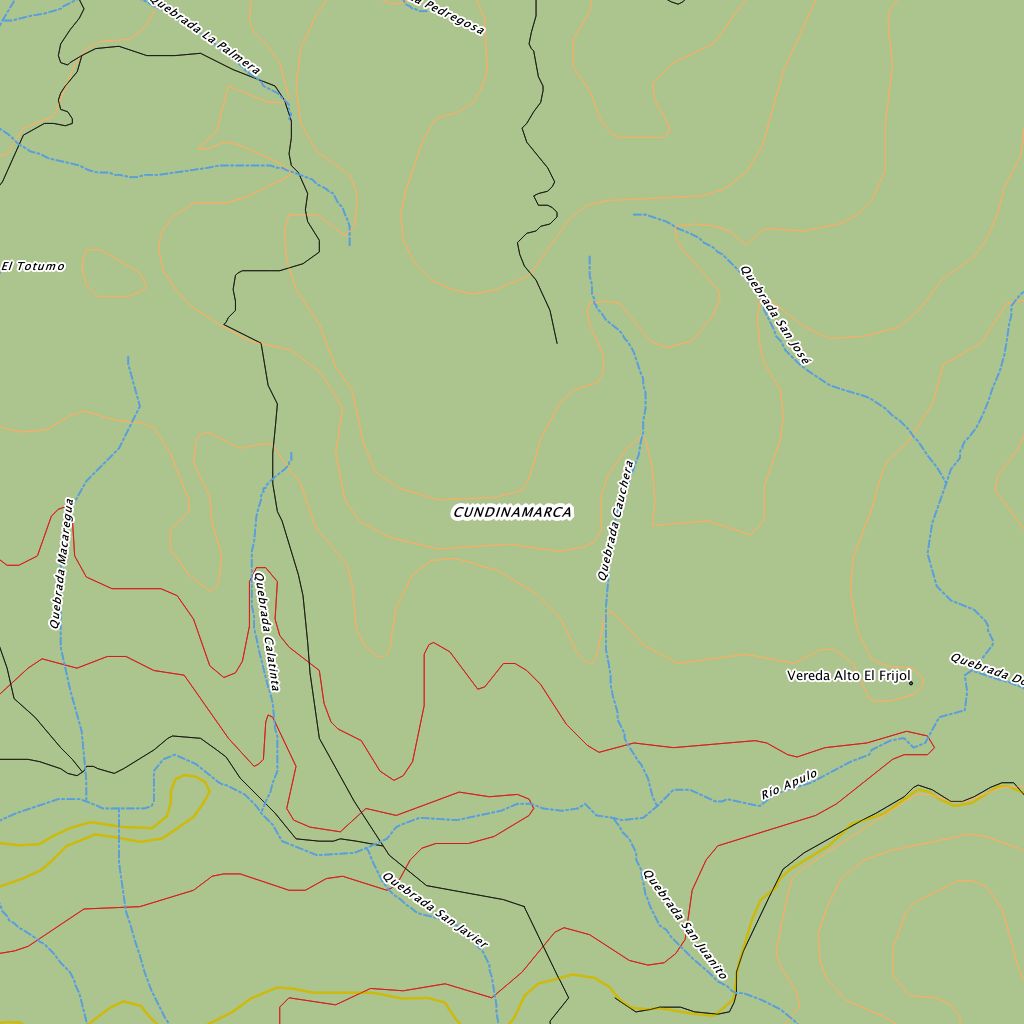 Quebrada La Palmera
Pedregosa
El Totumo
Quebrada San José
Quebrada Macaregua
Quebrada Cauchera
CUNDINAMARCA
Quebrada Calatinta
Quebrada Do
Vereda Alto El Frijol
Río Apulo
Quebrada San Javier
Quebrada San Juanito